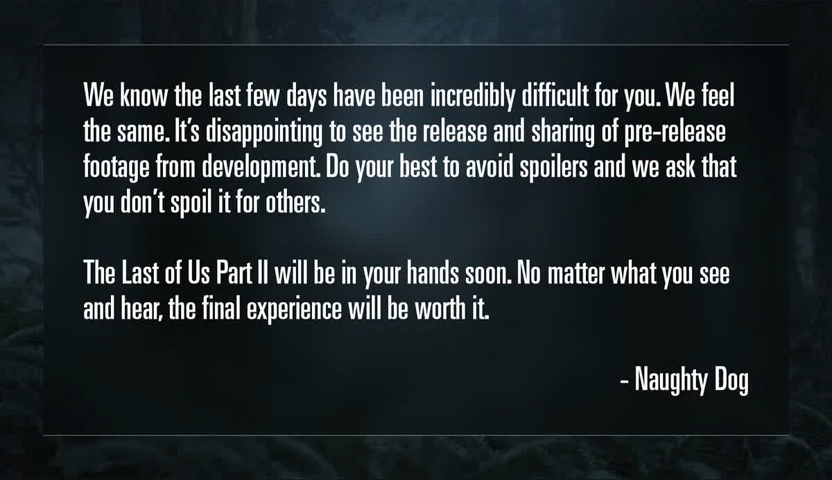 We know the last few days have been incredibly difficult for you. We feel
the same. It's disappointing to see the release and sharing of pre-release
footage from development. Do your best to avoid spoilers and we ask that
you don't spoil it for others.
The Last of Us Part II will be in your hands soon. No matter what you see
and hear, the final experience will be worth it.
- Naughty Dog